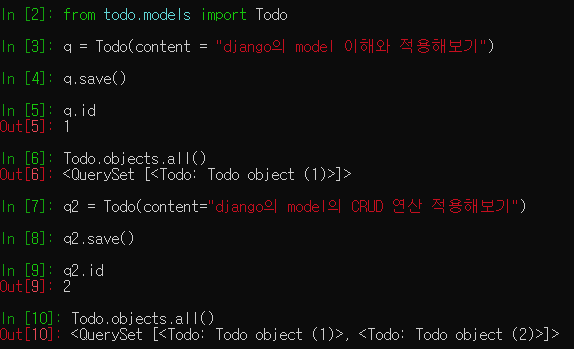 In [2]: from todo.models import Todo
In [3]: q = Todo(content = "django의 model 이해와 적용해보기")
In [4]: q.save()
In [5]: q.id
Out[5]: 1
In [6]: Todo.objects.all()
Out[6]: <QuerySet [<Todo: Todo object (1)>]>
In [7]: q2 = Todo(content="django의 model의 CRUD 연산 적용해보기")
In [8]: q2.save()
In [9]: q2.id
Out[9]: 2
In [10]: Todo.objects.all()
Out[10]: <QuerySet [<Todo: Todo object (1)>, <Todo: Todo object (2)>]>